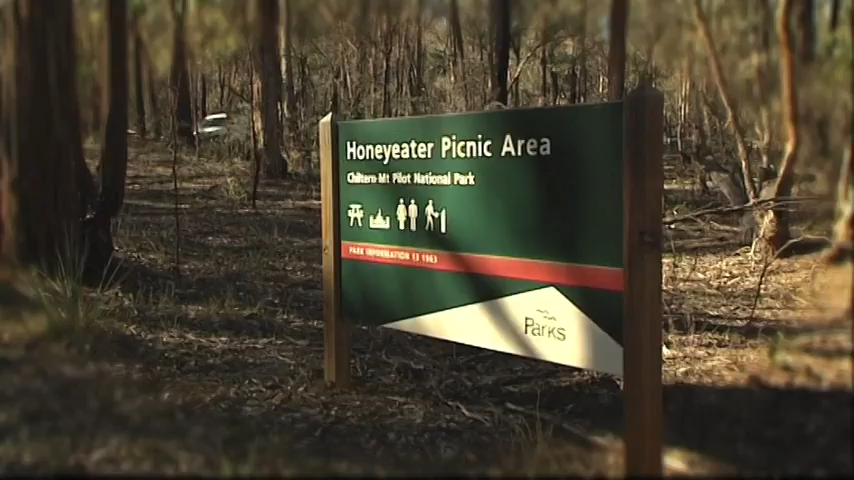 Honeyeater Picnic Area
Chiltern-Mt Pilot National Park
PARK INFORMATION 13 1963
Parks